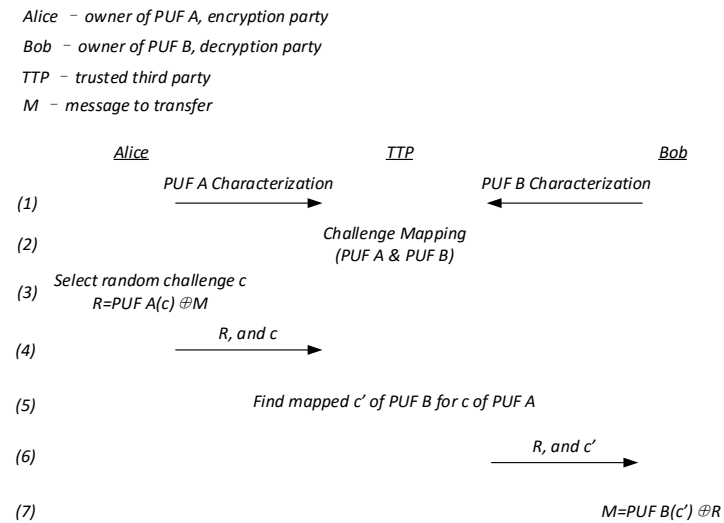 Alice – owner of PUF A, encryption party
Bob – owner of PUF B, decryption party
TTP – trusted third party
M – message to transfer
Alice TTP Bob
PUF A Characterization PUF B Characterization
(1)
(2) Challenge Mapping
(PUF A & PUF B)
Select random challenge c
(3) R=PUF A(c) ⊕M
R, and c
(4)
(5) Find mapped c’ of PUF B for c of PUF A
R, and c’
(6)
(7) M=PUF B(c’) ⊕R